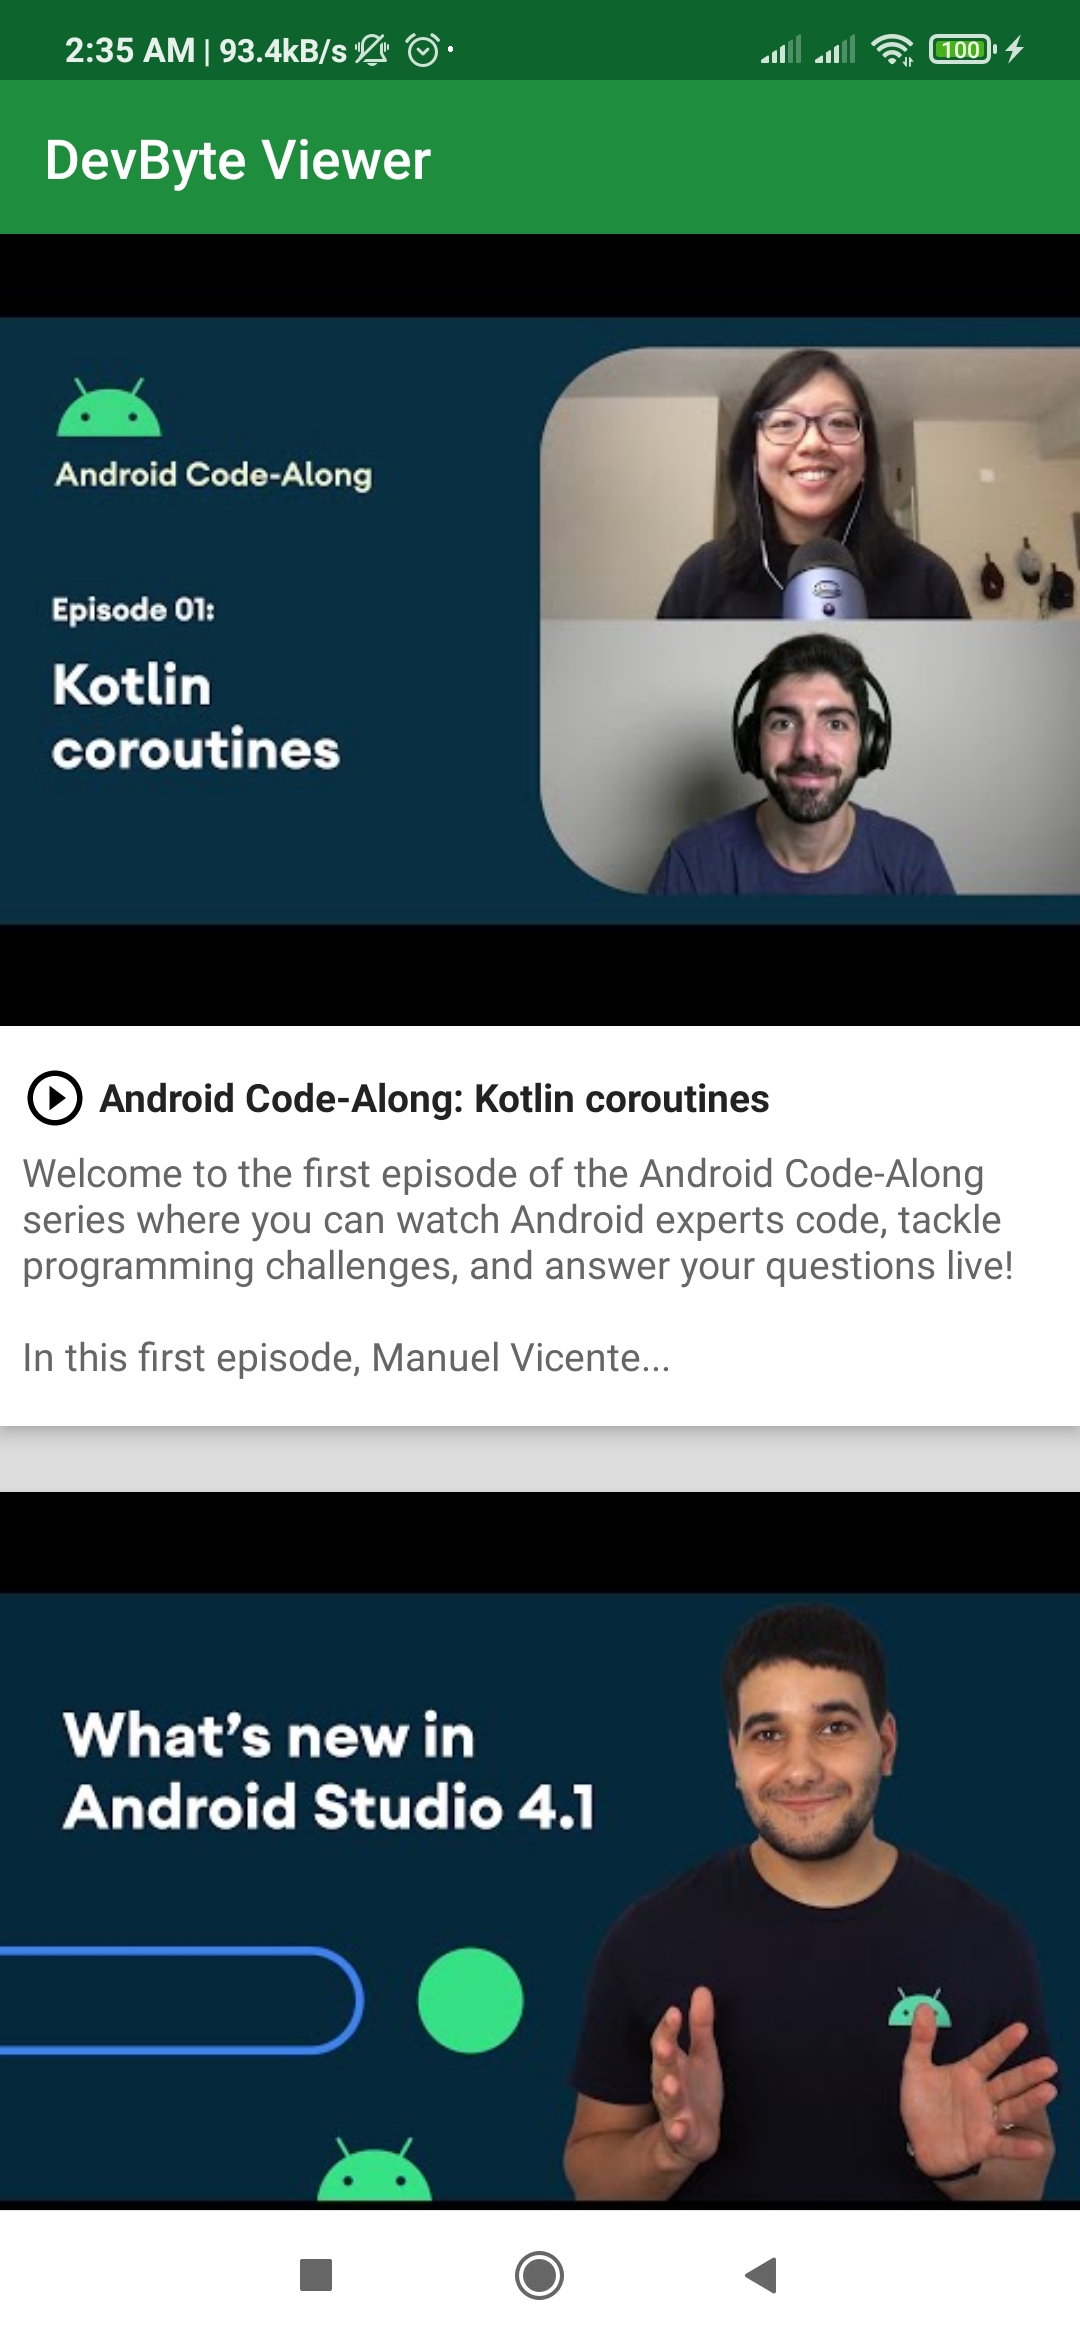 2:35 AM | 93.4kB/s
100
DevByte Viewer
Android Code-Along
Episode 01:
Kotlin
coroutines
Android Code-Along: Kotlin coroutines
Welcome to the first episode of the Android Code-Along
series where you can watch Android experts code, tackle
programming challenges, and answer your questions live!
In this first episode, Manuel Vicente...
What's new in
Android Studio 4.1